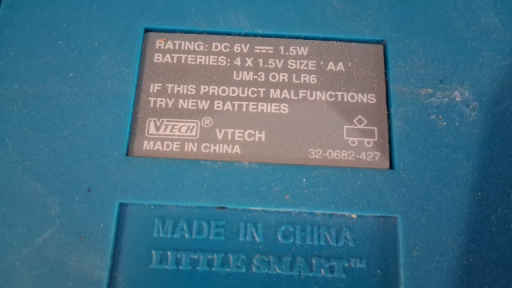 RATING: DC 6V ⎓ 1.5W
BATTERIES: 4 X 1.5V SIZE ' AA '
UM-3 OR LR6
IF THIS PRODUCT MALFUNCTIONS
TRY NEW BATTERIES
VTECH ® VTECH
MADE IN CHINA
32-0682-427
MADE IN CHINA
LITTLE SMART™